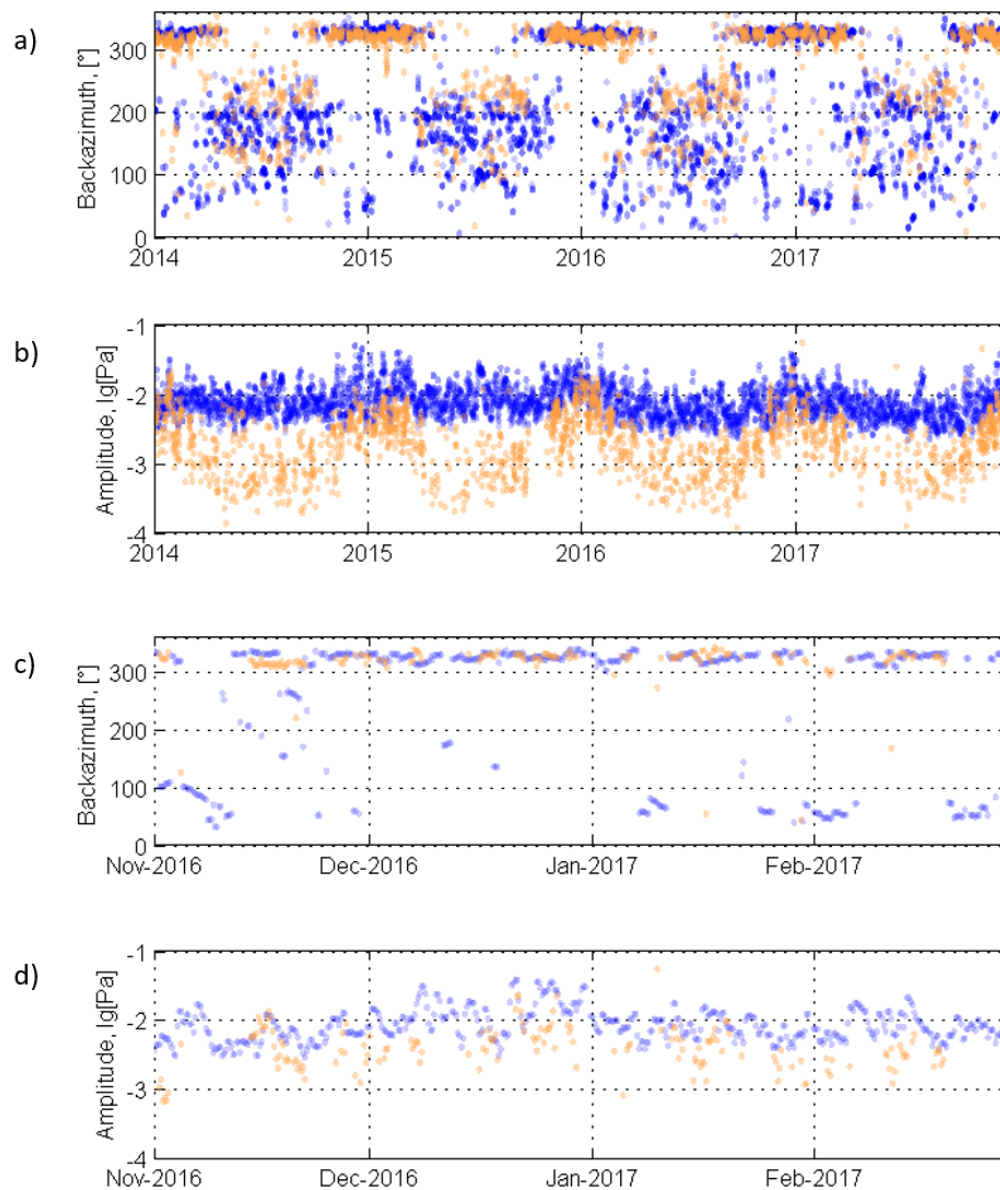 a)
Backazimuth, [°]
300
200
100
0
2014 2015 2016 2017
b)
Amplitude, lg[Pa]
-1
-2
-3
-4
2014 2015 2016 2017
c)
Backazimuth, [°]
300
200
100
0
Nov-2016 Dec-2016 Jan-2017 Feb-2017
d)
Amplitude, lg[Pa]
-1
-2
-3
-4
Nov-2016 Dec-2016 Jan-2017 Feb-2017